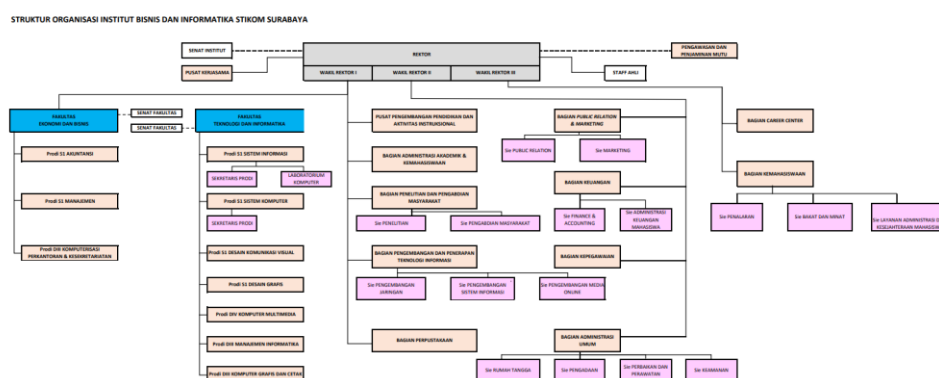 STRUKTUR ORGANISASI INSTITUT BISNIS DAN INFORMATIKA STIKOM SURABAYA
SENAT INSTITUT
REKTOR
PENGAWASAN DAN
PENJAMINAN MUTU
PUSAT KERJASAMA
WAKIL REKTOR I
WAKIL REKTOR II
WAKIL REKTOR III
STAFF AHLI
FAKULTAS
EKONOMI DAN BISNIS
SENAT FAKULTAS
SENAT FAKULTAS
FAKULTAS
TEKNOLOGI DAN INFORMATIKA
PUSAT PENGEMBANGAN PENDIDIKAN DAN
AKTIVITAS INSTRUKSIONAL
BAGIAN PUBLIC RELATION
& MARKETING
BAGIAN CAREER CENTER
Sie PUBLIC RELATION
Sie MARKETING
Prodi S1 AKUNTANSI
Prodi S1 SISTEM INFORMASI
BAGIAN ADMINISTRASI AKADEMIK &
KEMAHASISWAAN
BAGIAN KEMAHASISWAAN
SEKRETARIS PRODI
LABORATORIUM
KOMPUTER
BAGIAN KEUANGAN
Prodi S1 MANAJEMEN
Prodi S1 SISTEM KOMPUTER
BAGIAN PENELITIAN DAN PENGABDIAN
MASYARAKAT
SEKRETARIS PRODI
Sie PENELITIAN
Sie PENGABDIAN MASYARAKAT
Sie FINANCE &
ACCOUNTING
Sie ADMINISTRASI
KEUANGAN
MAHASISWA
Sie PENALARAN
Sie BAKAT DAN MINAT
Sie LAYANAN ADMINISTRASI
KESEJAHTERAAN
Prodi DIII KOMPUTERISASI
PERKANTORAN & KESEKRETARIATAN
Prodi S1 DESAIN KOMUNIKASI VISUAL
BAGIAN PENGEMBANGAN DAN PENERAPAN
TEKNOLOGI INFORMASI
BAGIAN KEPEGAWAIAN
Prodi S1 DESAIN GRAFIS
Sie PENGEMBANGAN
JARINGAN
Sie PENGEMBANGAN
SISTEM INFORMASI
Sie PENGEMBANGAN MEDIA
ONLINE
Prodi DIV KOMPUTER MULTIMEDIA
Prodi DIII MANAJEMEN INFORMATIKA
BAGIAN PERPUSTAKAAN
BAGIAN ADMINISTRASI
UMUM
Prodi DIII KOMPUTER GRAFIS DAN CETAK
Sie RUMAH TANGGA
Sie PENGADAAN
Sie PERBAIKAN DAN
PERAWATAN
Sie KEAMANAN